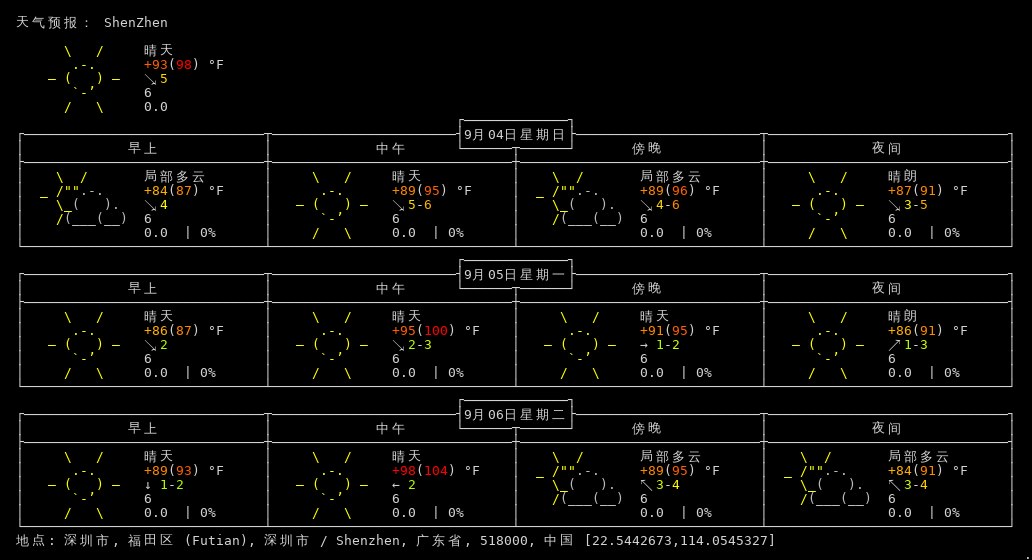 天气预报： ShenZhen
晴天
+93(98) °F
↘5
6
0.0
9月04日星期日
早上 中午 傍晚 夜间
局部多云 晴天 局部多云 晴朗
+84(87) °F +89(95) °F +89(96) °F +87(91) °F
↘4 ↘5-6 ↘4-6 ↘3-5
6 6 6 6
0.0 | 0% 0.0 | 0% 0.0 | 0% 0.0 | 0%
9月05日星期一
早上 中午 傍晚 夜间
晴天 晴天 晴天 晴朗
+86(87) °F +95(100) °F +91(95) °F +86(91) °F
↘2 ↘2-3 → 1-2 ↗1-3
6 6 6 6
0.0 | 0% 0.0 | 0% 0.0 | 0% 0.0 | 0%
9月06日星期二
早上 中午 傍晚 夜间
晴天 晴天 局部多云 局部多云
+89(93) °F +98(104) °F +89(95) °F +84(91) °F
↓ 1-2 ← 2 ↖3-4 ↖3-4
6 6 6 6
0.0 | 0% 0.0 | 0% 0.0 | 0% 0.0 | 0%
地点: 深圳市, 福田区 (Futian), 深圳市 / Shenzhen, 广东省, 518000, 中国 [22.5442673,114.0545327]